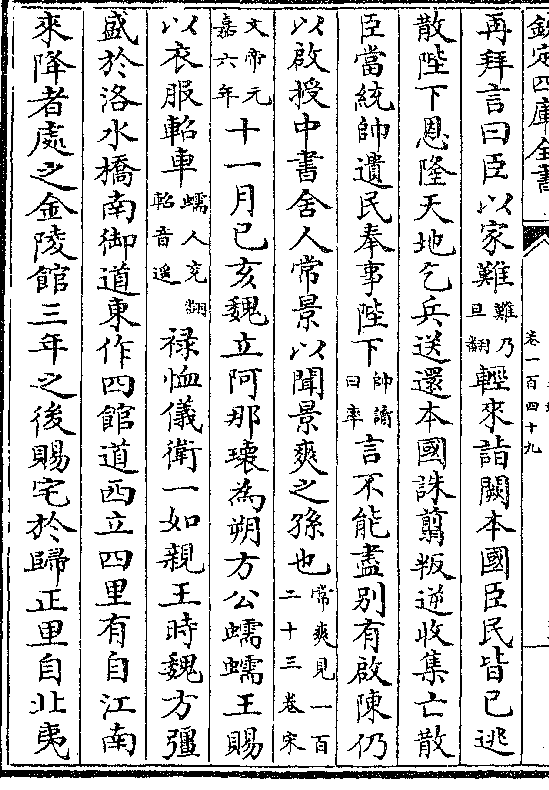 欽定四庫全書
卷一百四十九
再拜言曰臣以家難難乃旦翻輕來詣闕本國臣民皆已逃
散陛下恩隆天地乞兵送還本國誅翦叛逆收集亡散
臣當統帥遺民奉事陛下帥讀曰率言不能盡别有啟陳仍
以啟授中書舍人常景以聞景爽之孫也常爽見一百二十三卷宋
文帝元嘉六年十一月己亥魏立阿那瓌為朔方公蠕蠕王賜
以衣服軺車蠕人兖翻軺音遥禄恤儀衛一如親王時魏方彊
盛於洛水橋南御道東作四館道西立四里有自江南
來降者處之金陵館三年之後賜宅於歸正里自北夷